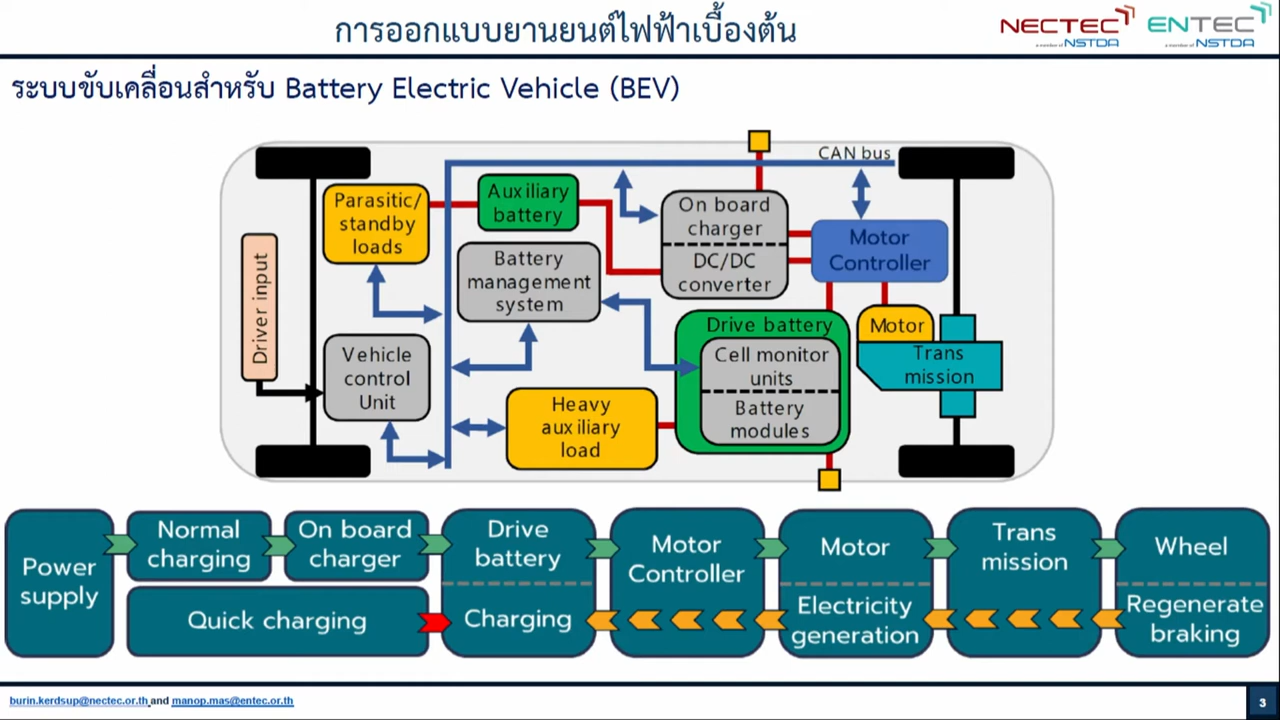 การออกแบบยานยนต์ไฟฟ้าเบื้องต้น
NECTEC
a member of NSTDA
ENTEC
a member of NSTDA
ระบบขับเคลื่อนสำหรับ Battery Electric Vehicle (BEV)
CAN bus
Parasitic/
standby
loads
Auxiliary
battery
On board
charger
DC/DC
converter
Motor
Controller
Driver input
Battery
management
system
Drive battery
Cell monitor
units
Battery
modules
Motor
Trans
mission
Vehicle
control
Unit
Heavy
auxiliary
load
Power
supply
Normal
charging
On board
charger
Quick charging
Drive
battery
Charging
Motor
Controller
Motor
Electricity
generation
Trans
mission
Wheel
Regenerate
braking
burin.kerdsup@nectec.or.th and manop.mas@entec.or.th
3